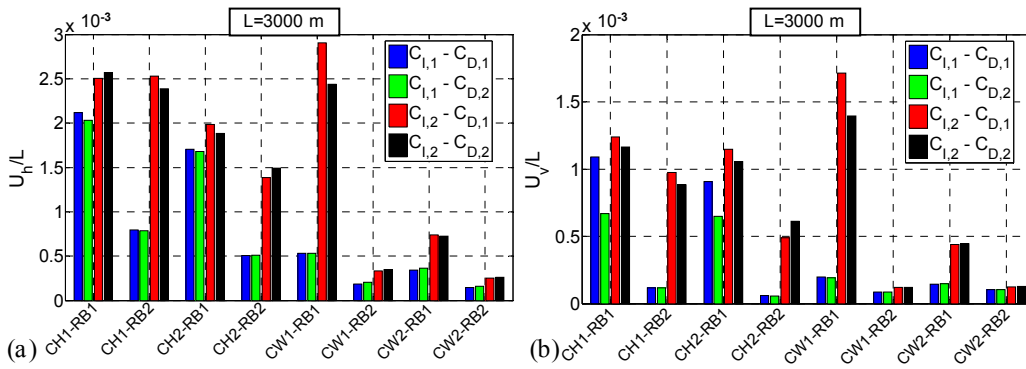 x 10⁻³
L=3000 m
3
2.5
2
1.5
1
0.5
0
U_h/L
C_I,1 - C_D,1
C_I,1 - C_D,2
C_I,2 - C_D,1
C_I,2 - C_D,2
CH1-RB1
CH1-RB2
CH2-RB1
CH2-RB2
CW1-RB1
CW1-RB2
CW2-RB1
CW2-RB2
(a)
x 10⁻³
L=3000 m
2
1.5
1
0.5
0
U_v/L
C_I,1 - C_D,1
C_I,1 - C_D,2
C_I,2 - C_D,1
C_I,2 - C_D,2
CH1-RB1
CH1-RB2
CH2-RB1
CH2-RB2
CW1-RB1
CW1-RB2
CW2-RB1
CW2-RB2
(b)